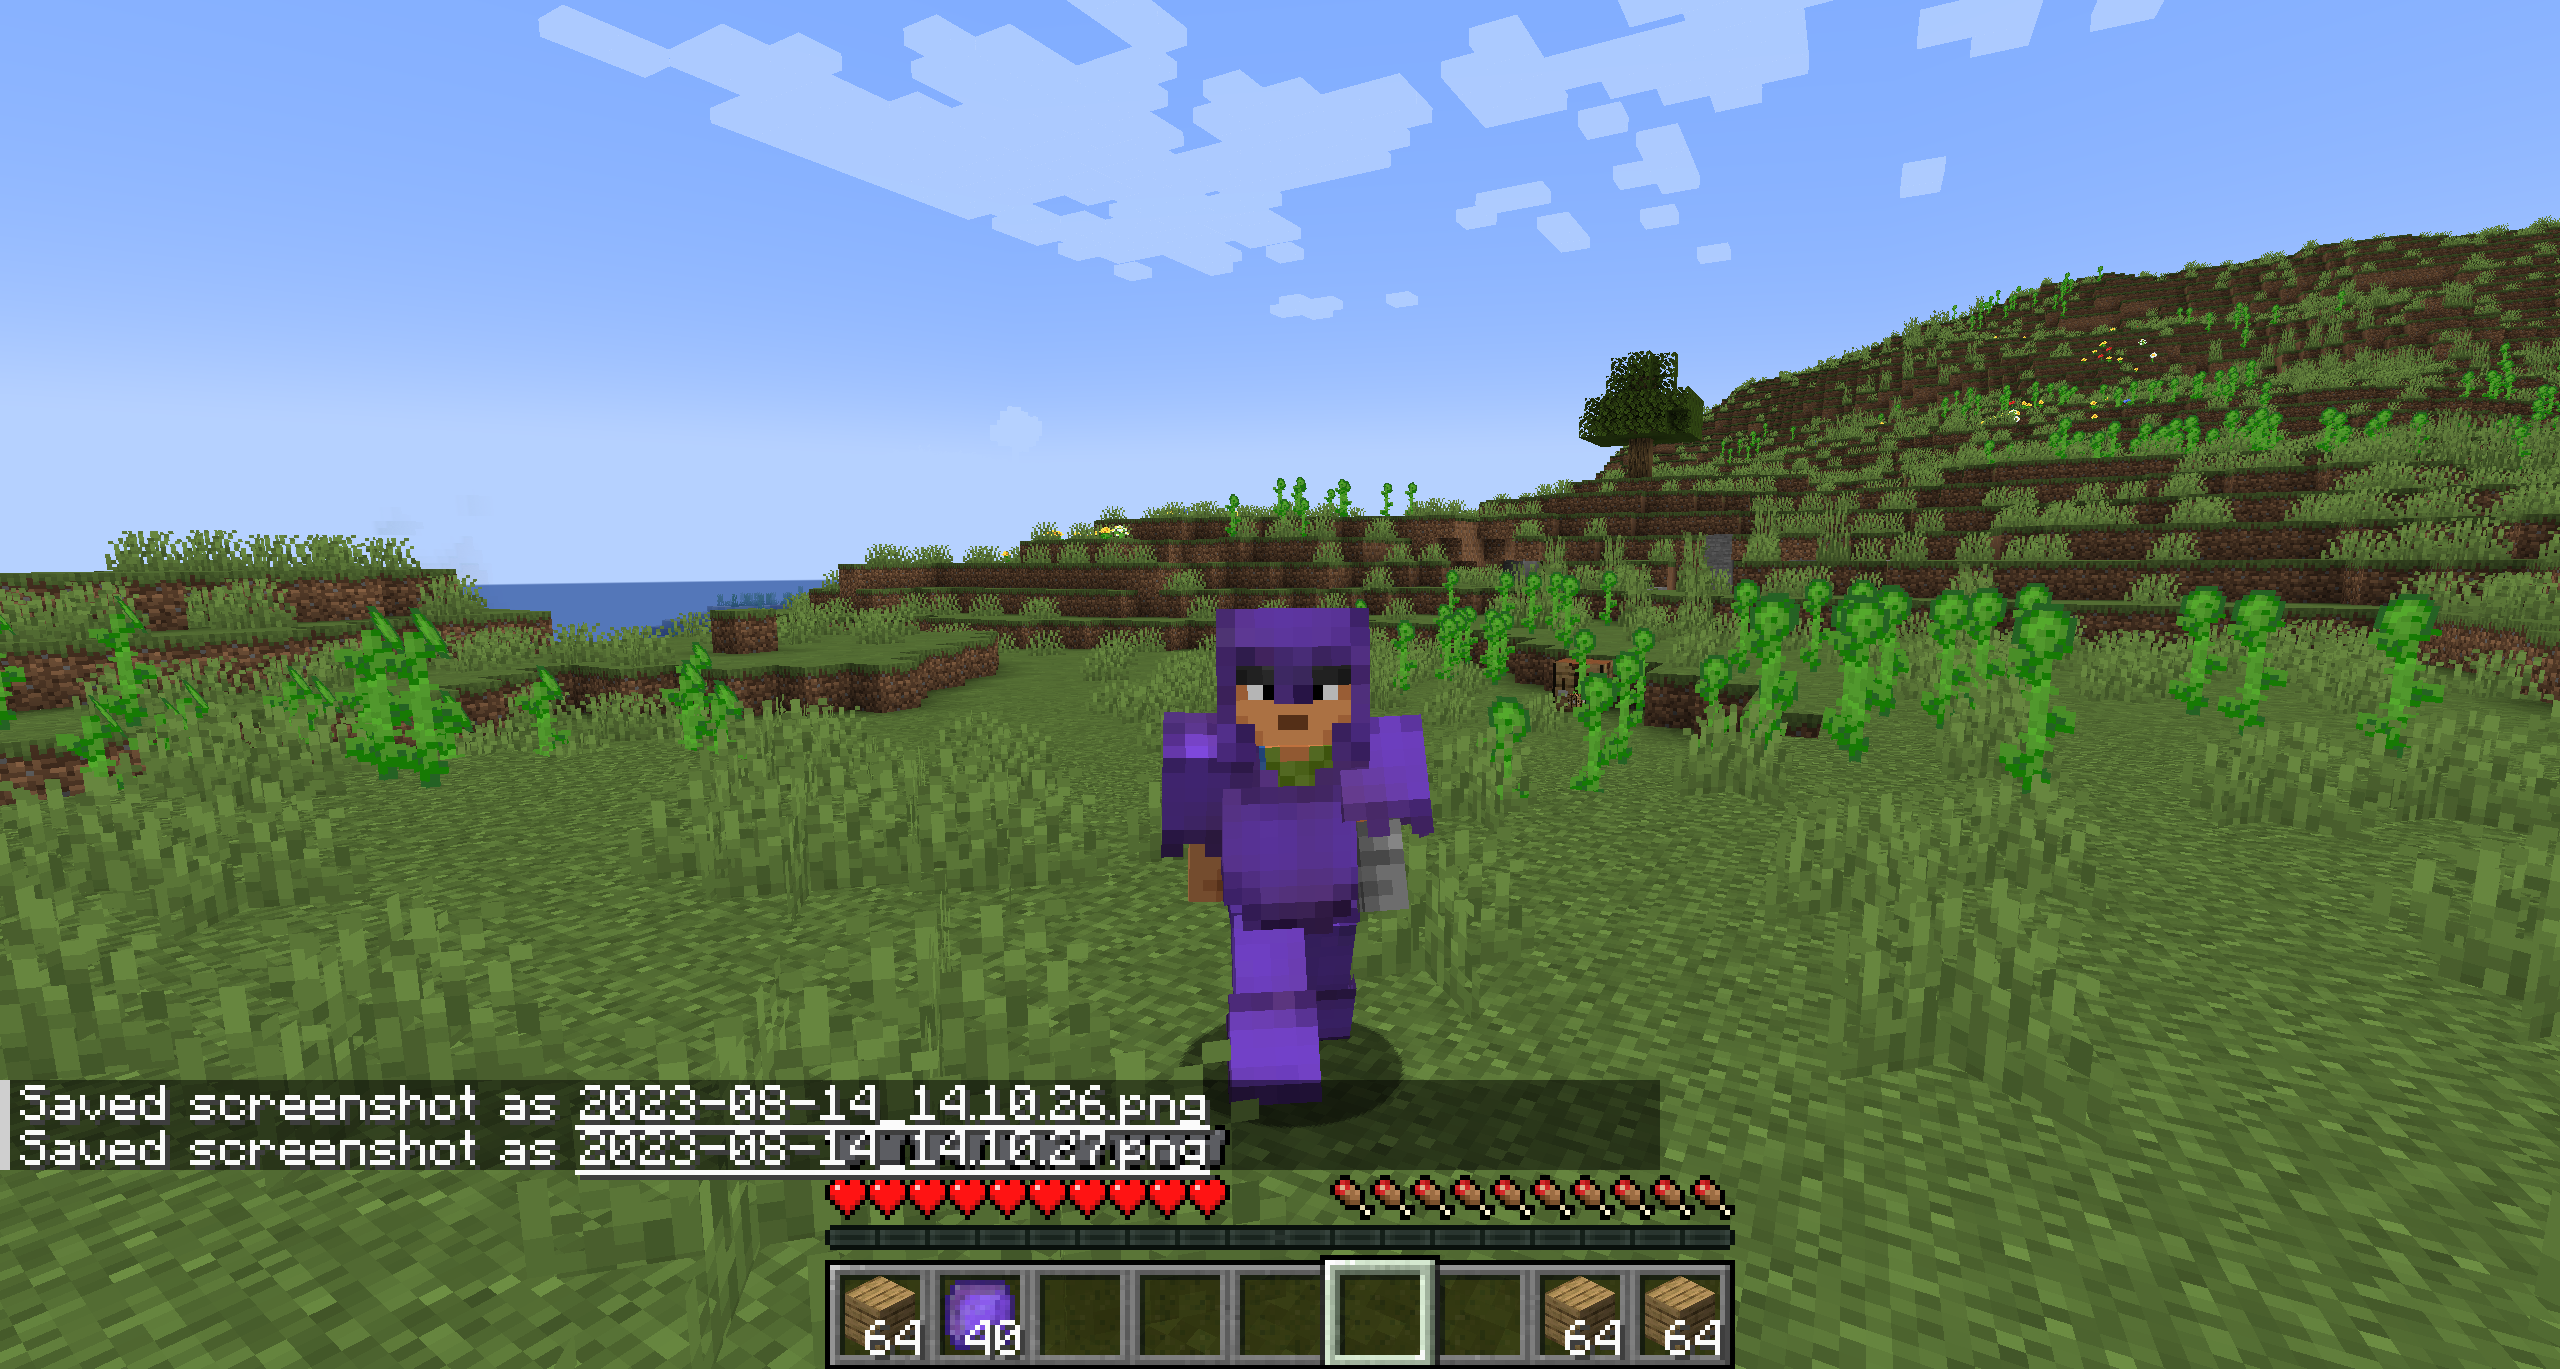 Saved screenshot as 2023-08-14_14.10.26.png
Saved screenshot as 2023-08-14_14.10.27.png
64 40 64 64